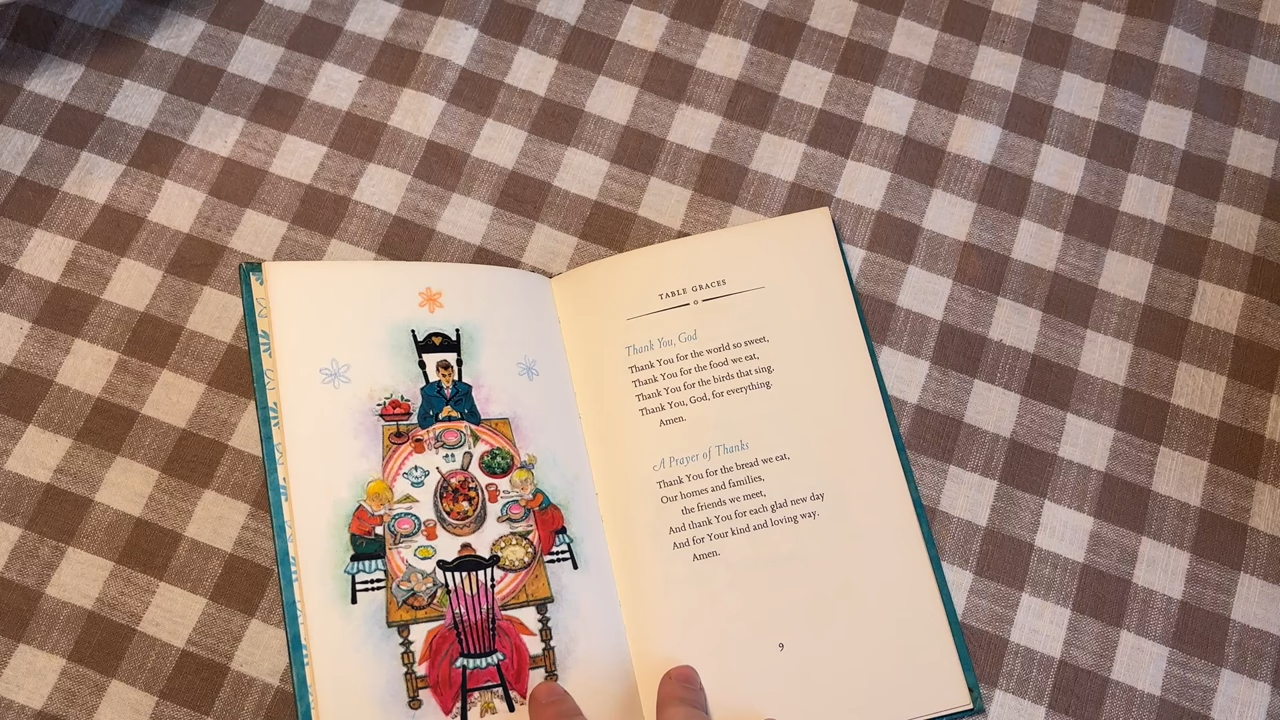 TABLE GRACES
Thank You, God
Thank You for the world so sweet,
Thank You for the food we eat,
Thank You for the birds that sing,
Thank You, God, for everything.
Amen.
A Prayer of Thanks
Thank You for the bread we eat,
Our homes and families,
the friends we meet,
And thank You for each glad new day
And for Your kind and loving way.
Amen.
9